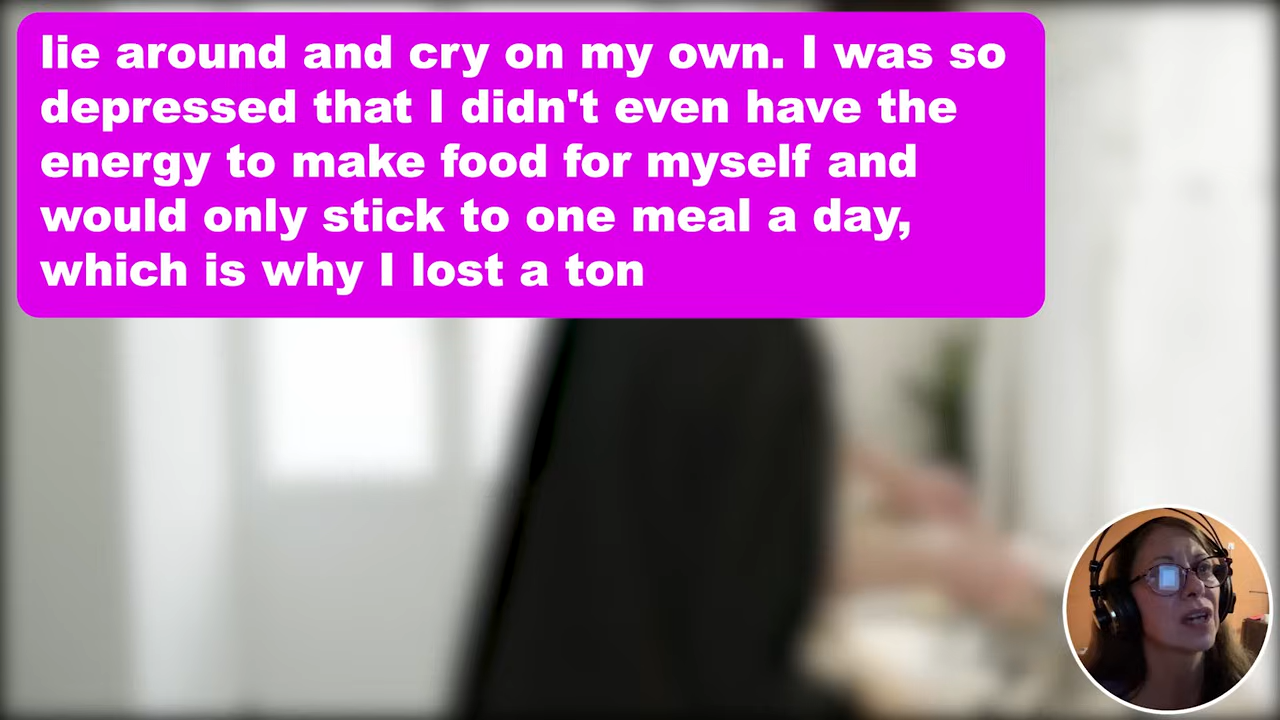 lie around and cry on my own. I was so
depressed that I didn't even have the
energy to make food for myself and
would only stick to one meal a day,
which is why I lost a ton